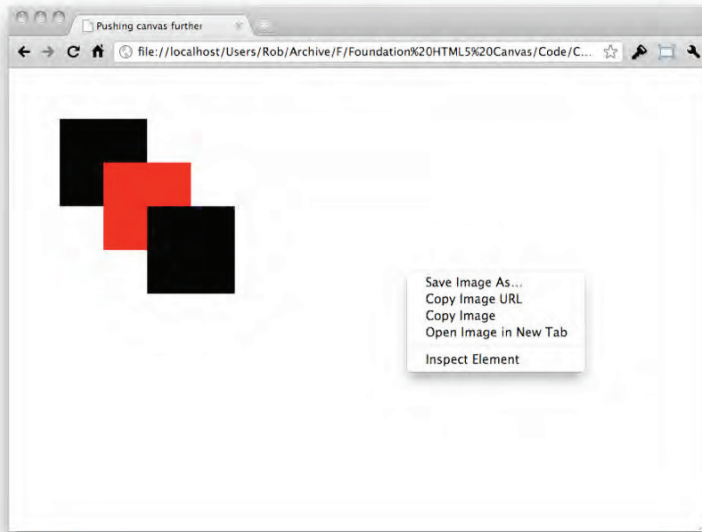 Pushing canvas further
file://localhost/Users/Rob/Archive/F/Foundation%20HTML5%20Canvas/Code/C...
Save Image As...
Copy Image URL
Copy Image
Open Image in New Tab
Inspect Element